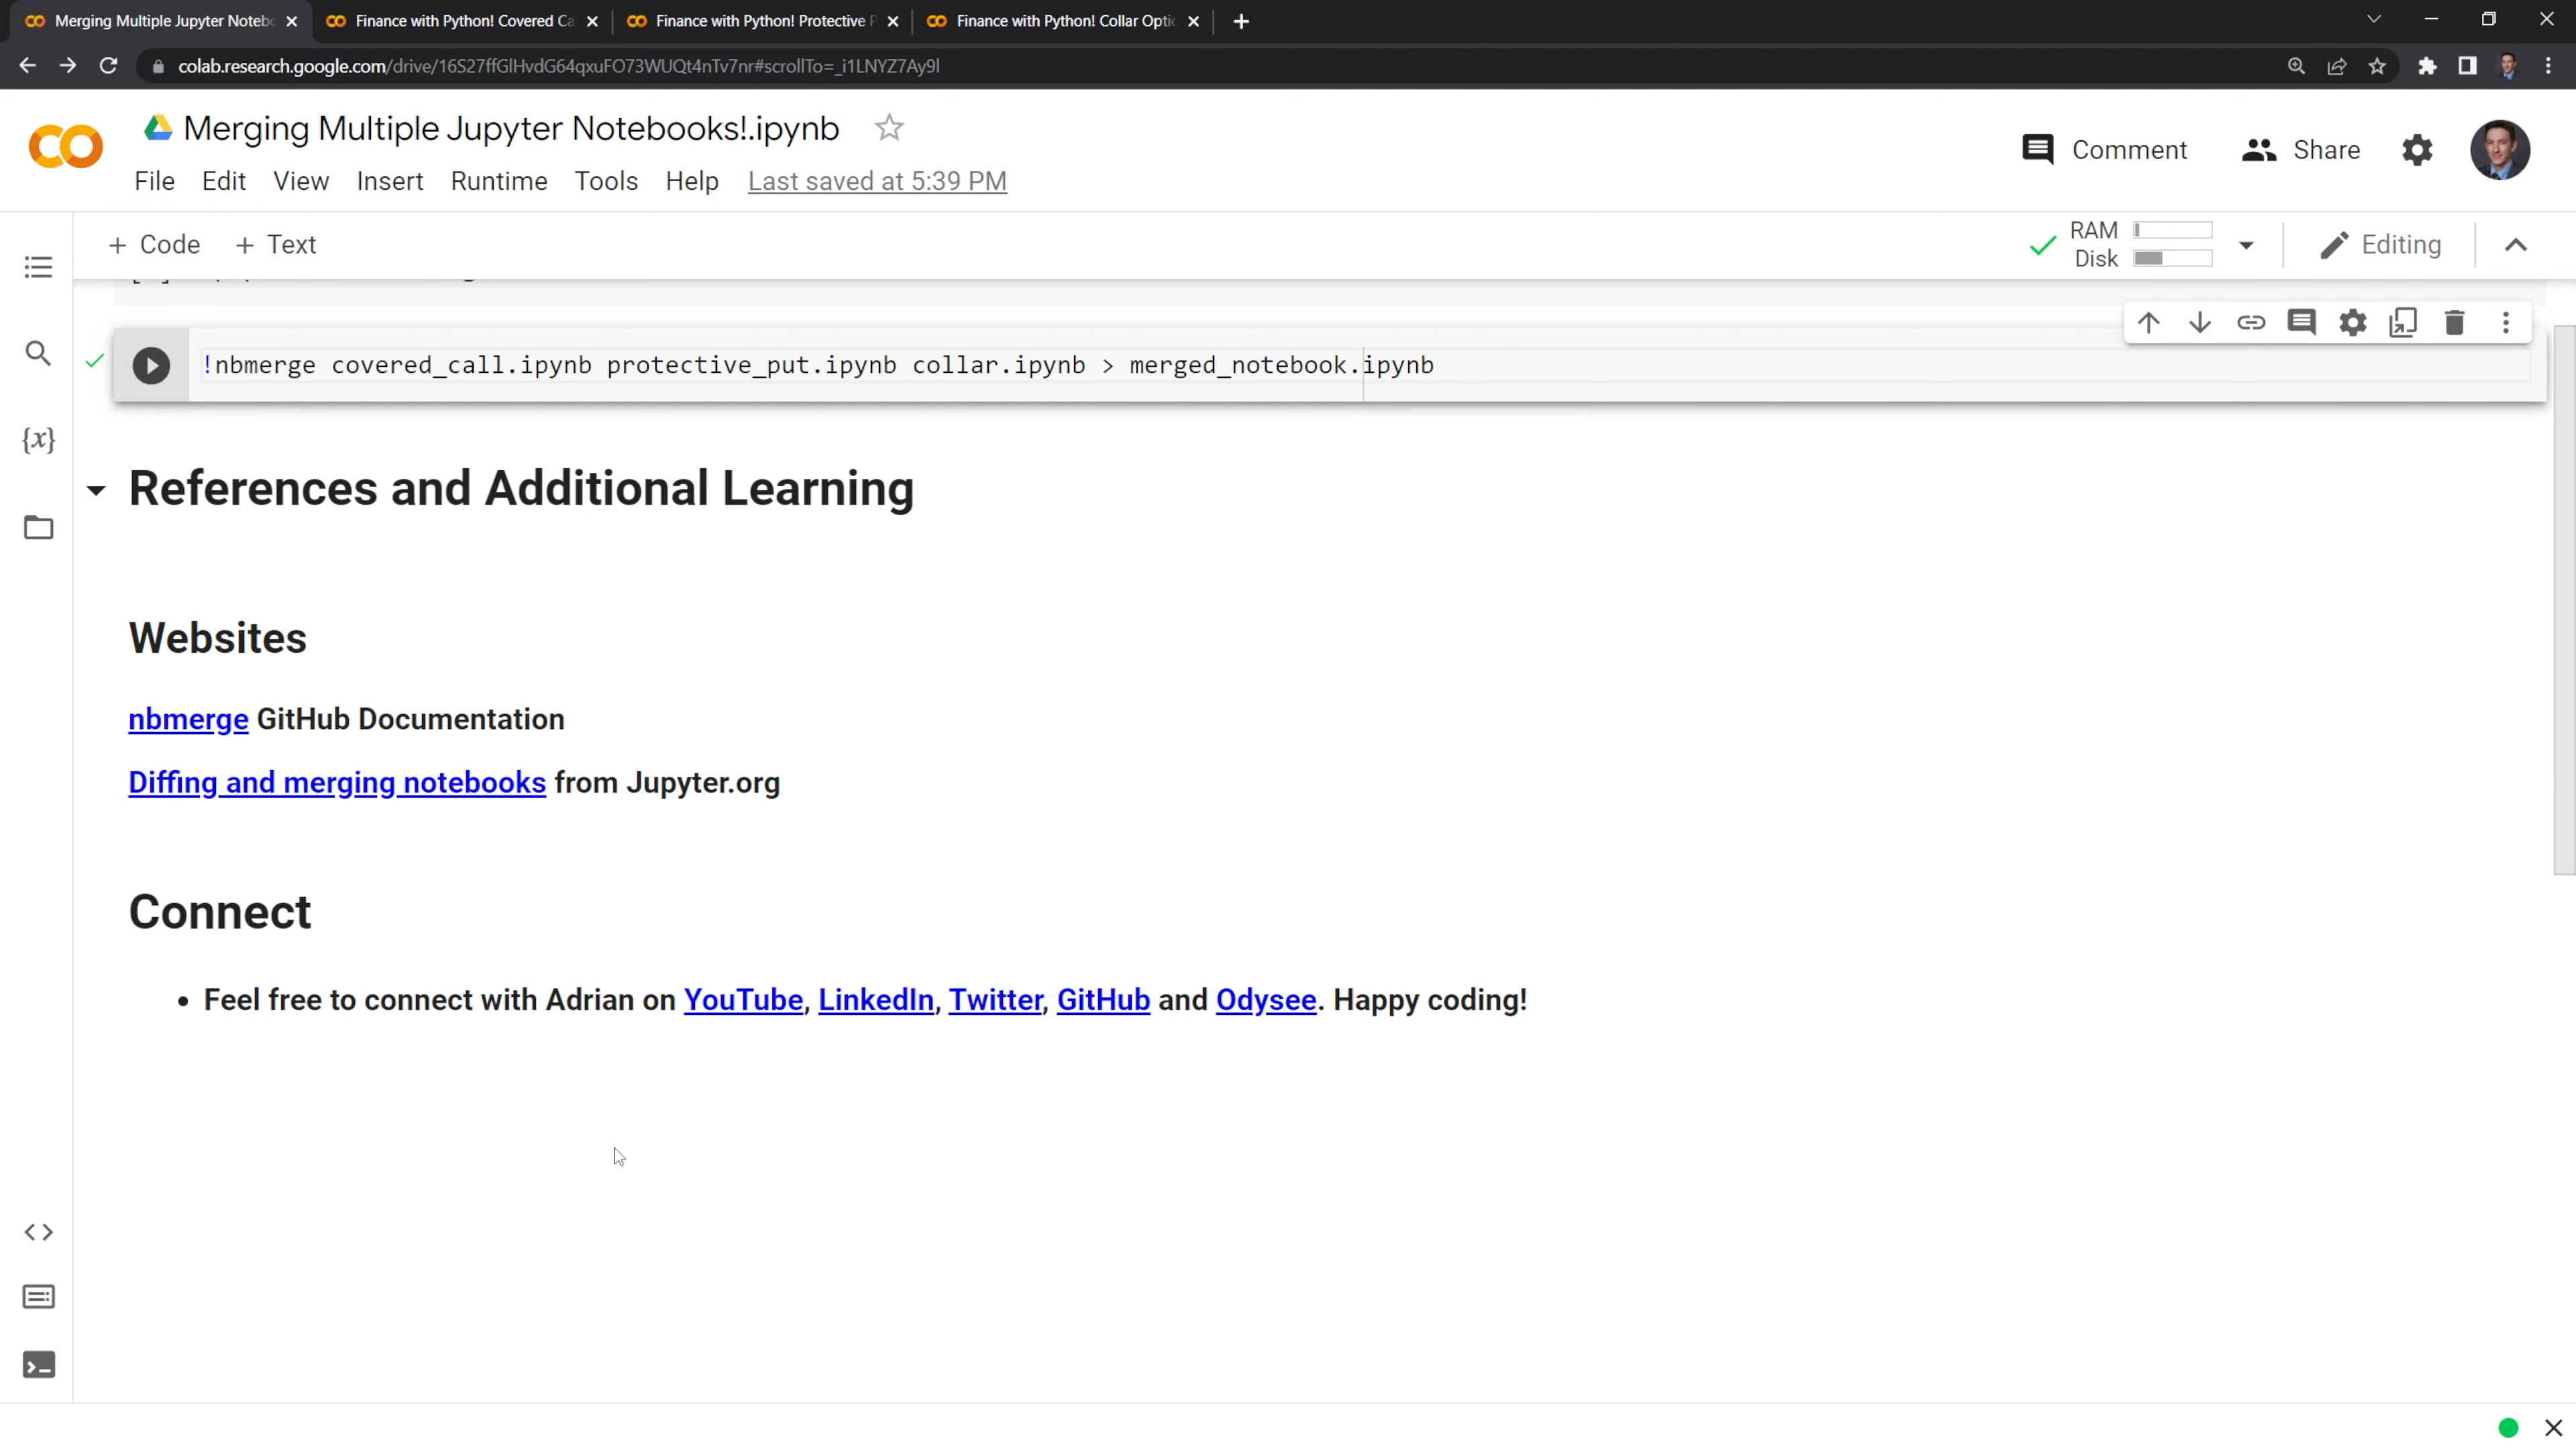 Merging Multiple Jupyter Notebo
Finance with Python! Covered Ca
Finance with Python! Protective P
Finance with Python! Collar Optio
colab.research.google.com/drive/16S27ffGlHvdG64qxuFO73WUQt4nTv7nr#scrollTo=_i1LNYZ7Ay9l
Merging Multiple Jupyter Notebooks!.ipynb
Comment
Share
File Edit View Insert Runtime Tools Help Last saved at 5:39 PM
+ Code + Text
RAM
Disk
Editing
{x}
!nbmerge covered_call.ipynb protective_put.ipynb collar.ipynb > merged_notebook.ipynb
References and Additional Learning
Websites
nbmerge GitHub Documentation
Diffing and merging notebooks from Jupyter.org
Connect
• Feel free to connect with Adrian on YouTube, LinkedIn, Twitter, GitHub and Odysee. Happy coding!